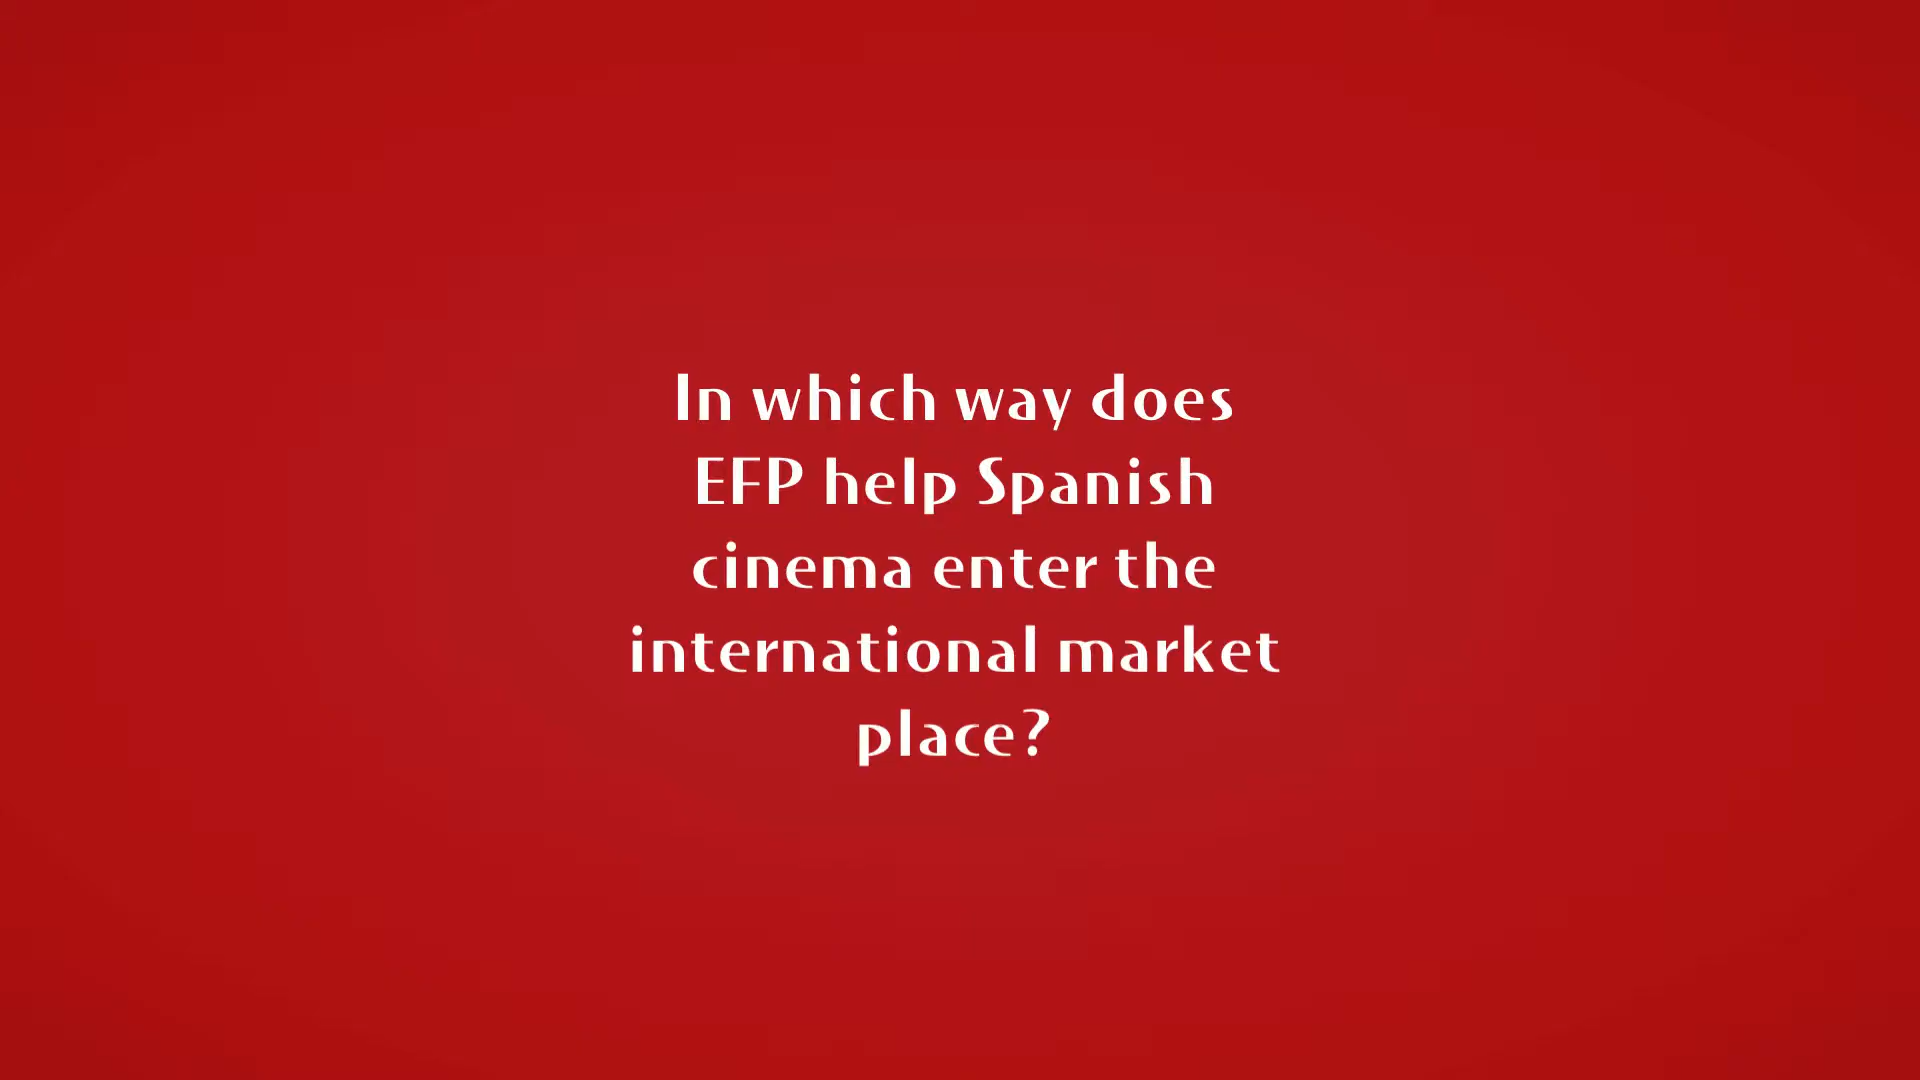 In which way does
EFP help Spanish
cinema enter the
international market
place?